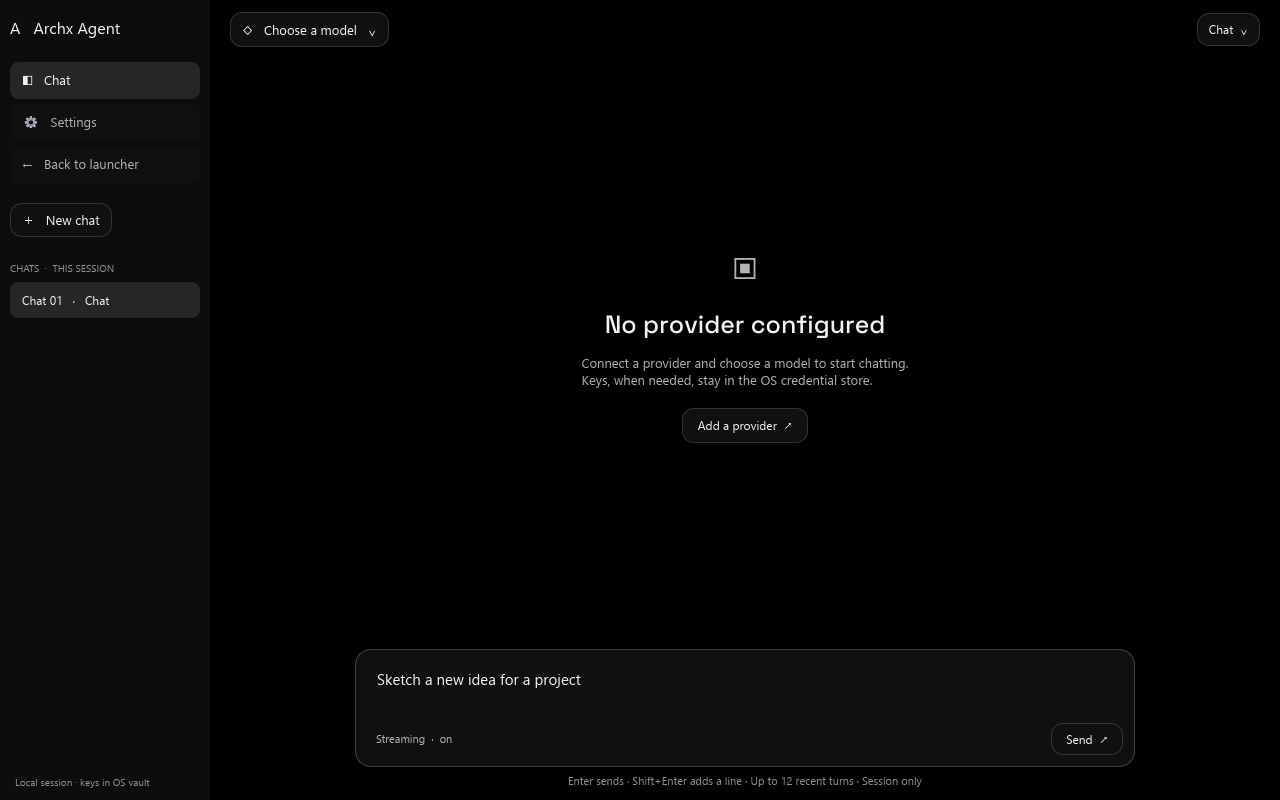 A Archx Agent
Chat
Settings
← Back to launcher
+ New chat
CHATS · THIS SESSION
Chat 01 · Chat
Local session · keys in OS vault
Choose a model
Chat
No provider configured
Connect a provider and choose a model to start chatting.
Keys, when needed, stay in the OS credential store.
Add a provider ↗
Sketch a new idea for a project
Streaming · on
Send ↗
Enter sends · Shift+Enter adds a line · Up to 12 recent turns · Session only